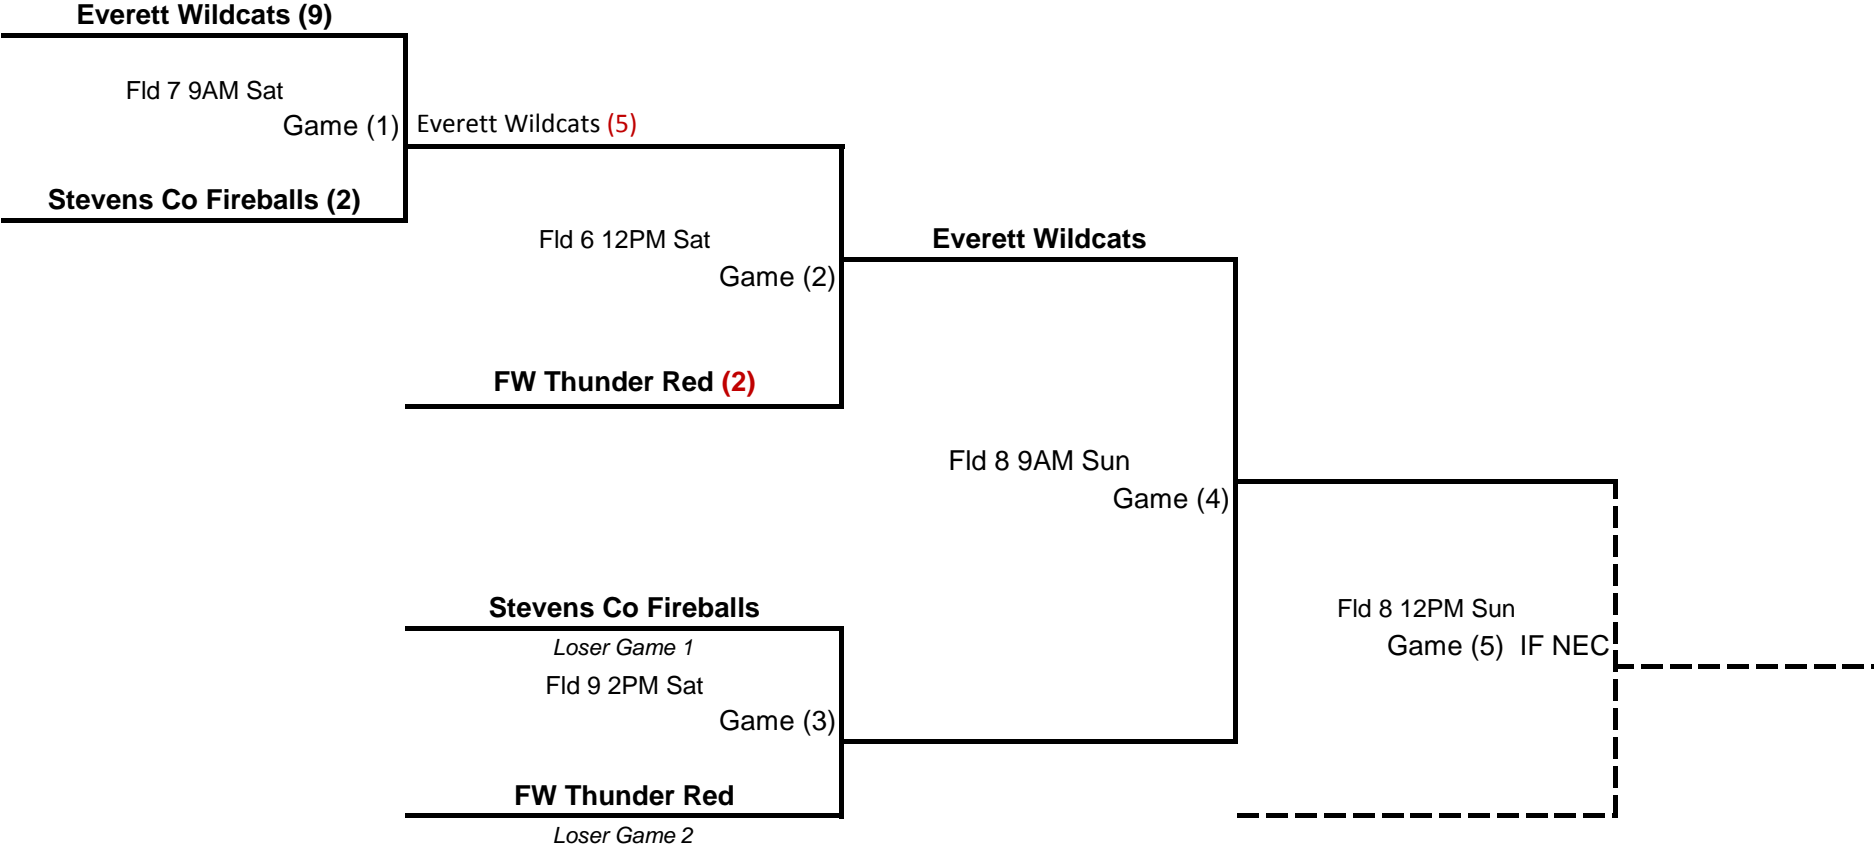 Everett Wildcats (9)
Fld 7 9AM Sat
Game (1)
Everett Wildcats (5)
Stevens Co Fireballs (2)
Fld 6 12PM Sat
Game (2)
Everett Wildcats
FW Thunder Red (2)
Fld 8 9AM Sun
Game (4)
Stevens Co Fireballs
Loser Game 1
Fld 9 2PM Sat
Game (3)
Fld 8 12PM Sun
Game (5) IF NEC
FW Thunder Red
Loser Game 2